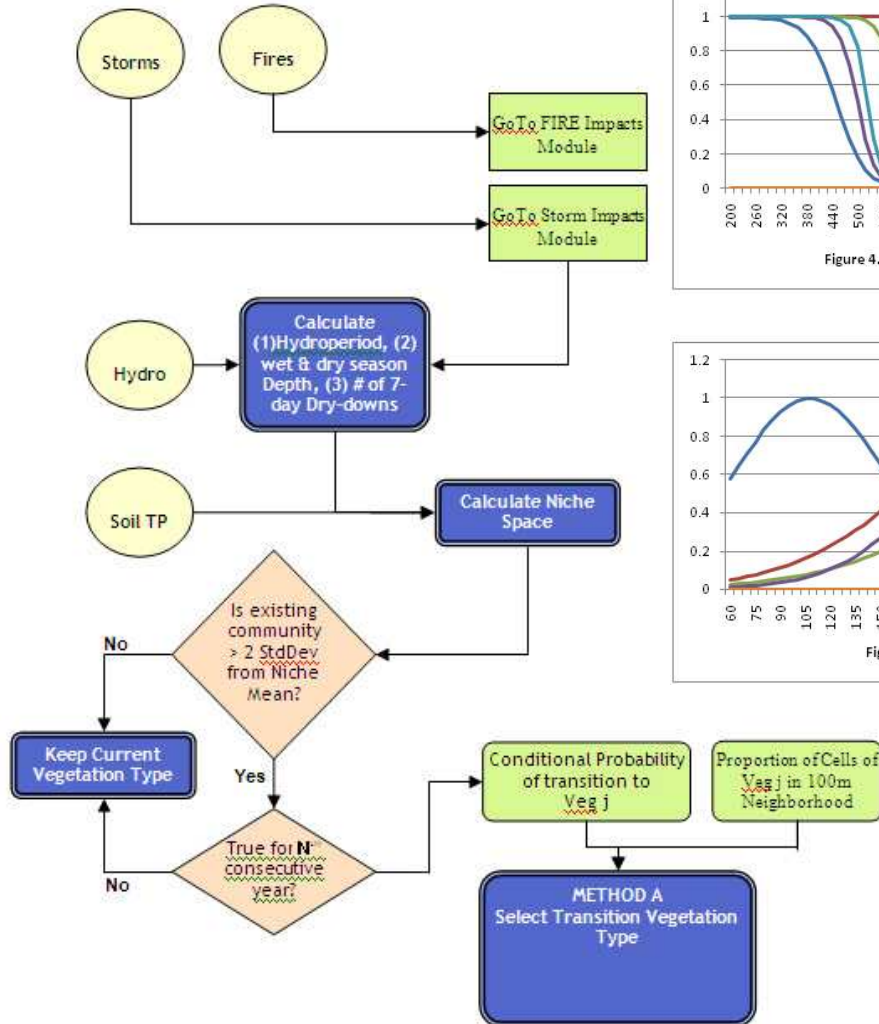 Storms
Fires
GoTo FIRE Impacts
Module
GoTo Storm Impacts
Module
Hydro
Calculate
(1)Hydroperiod, (2)
wet & dry season
Depth, (3) # of 7-
day Dry-downs
Soil TP
Calculate Niche
Space
Is existing
community
> 2 StdDev
from Niche
Mean?
No
Yes
Keep Current
Vegetation Type
True for Nth
consecutive
year?
No
Conditional Probability
of transition to
Veg j
Proportion of Cells of
Veg j in 100m
Neighborhood
METHOD A
Select Transition Vegetation
Type
1
0.8
0.6
0.4
0.2
0
200
260
320
380
440
500
Figure 4.
1.2
1
0.8
0.6
0.4
0.2
0
60
75
90
105
120
135